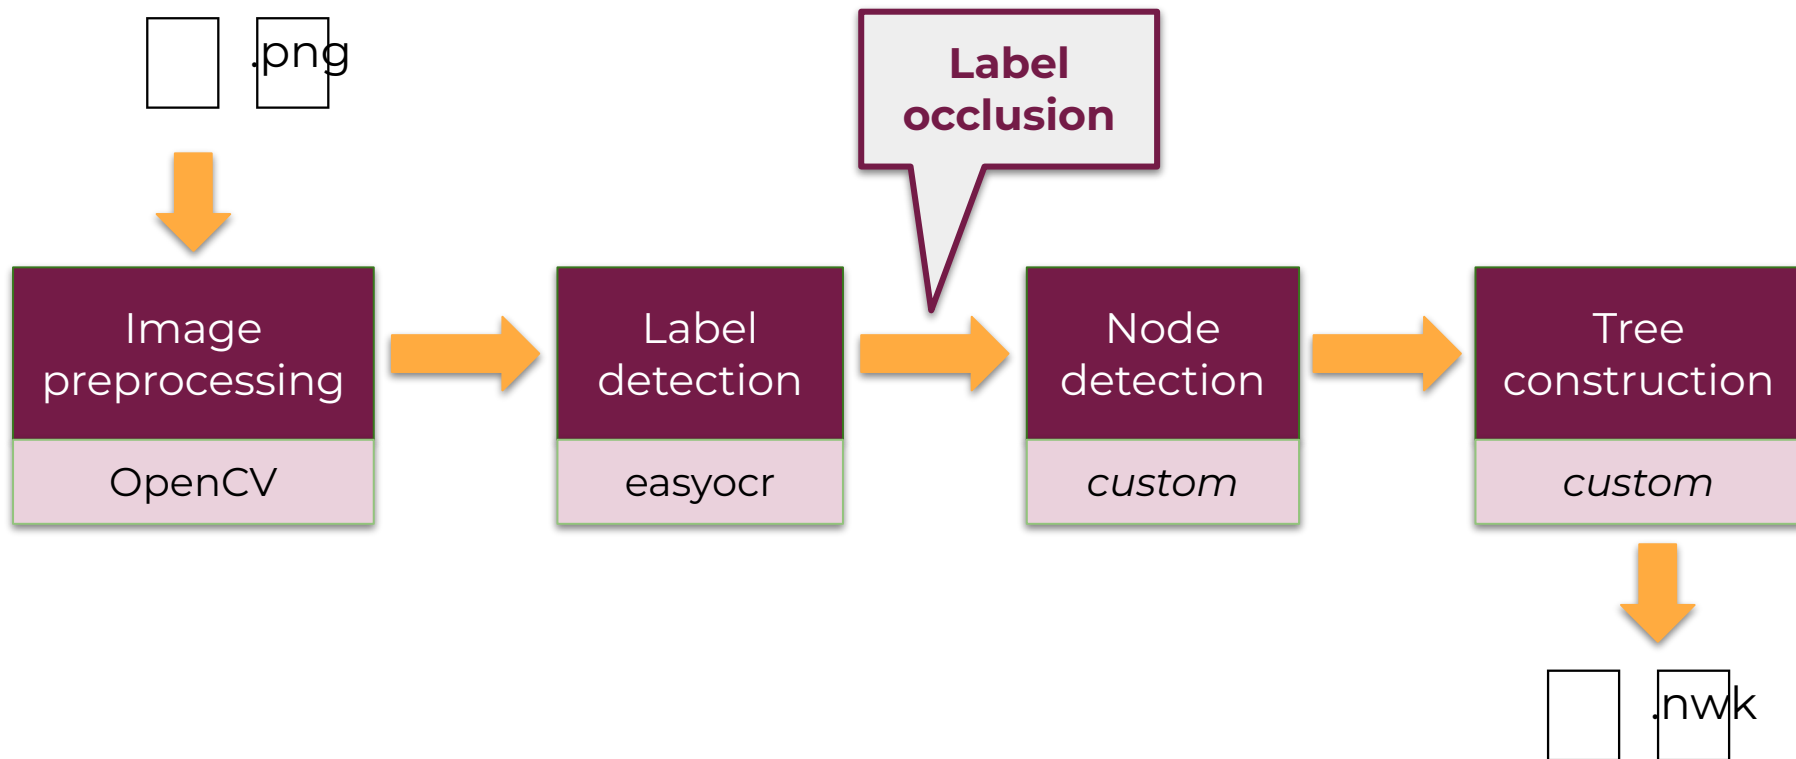 .png
Label
occlusion
Image
preprocessing
OpenCV
Label
detection
easyocr
Node
detection
custom
Tree
construction
custom
.nwk